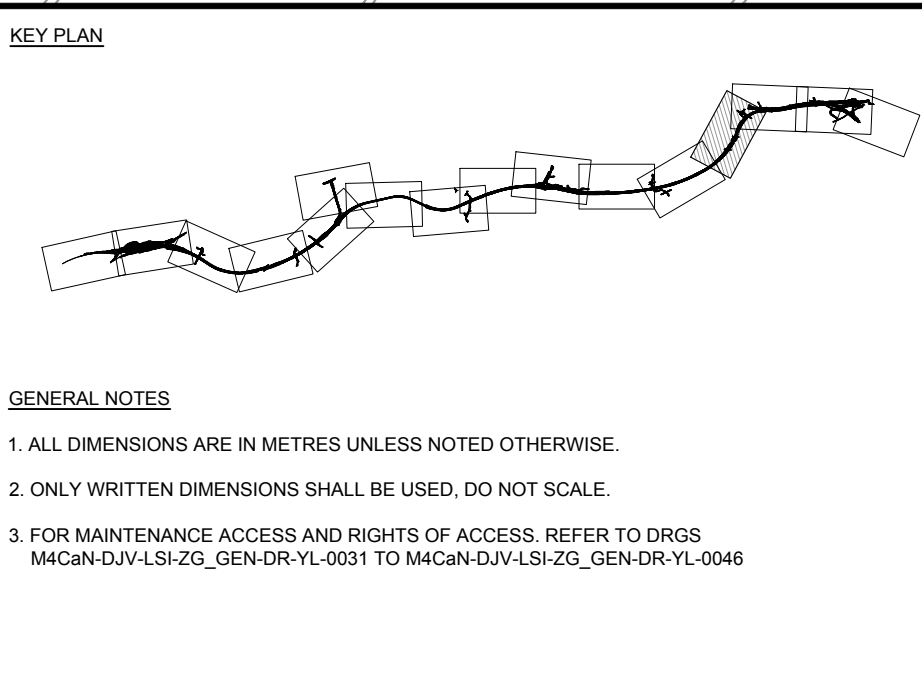 KEY PLAN
GENERAL NOTES
1. ALL DIMENSIONS ARE IN METRES UNLESS NOTED OTHERWISE.
2. ONLY WRITTEN DIMENSIONS SHALL BE USED, DO NOT SCALE.
3. FOR MAINTENANCE ACCESS AND RIGHTS OF ACCESS. REFER TO DRGS
M4CaN-DJV-LSI-ZG_GEN-DR-YL-0031 TO M4CaN-DJV-LSI-ZG_GEN-DR-YL-0046